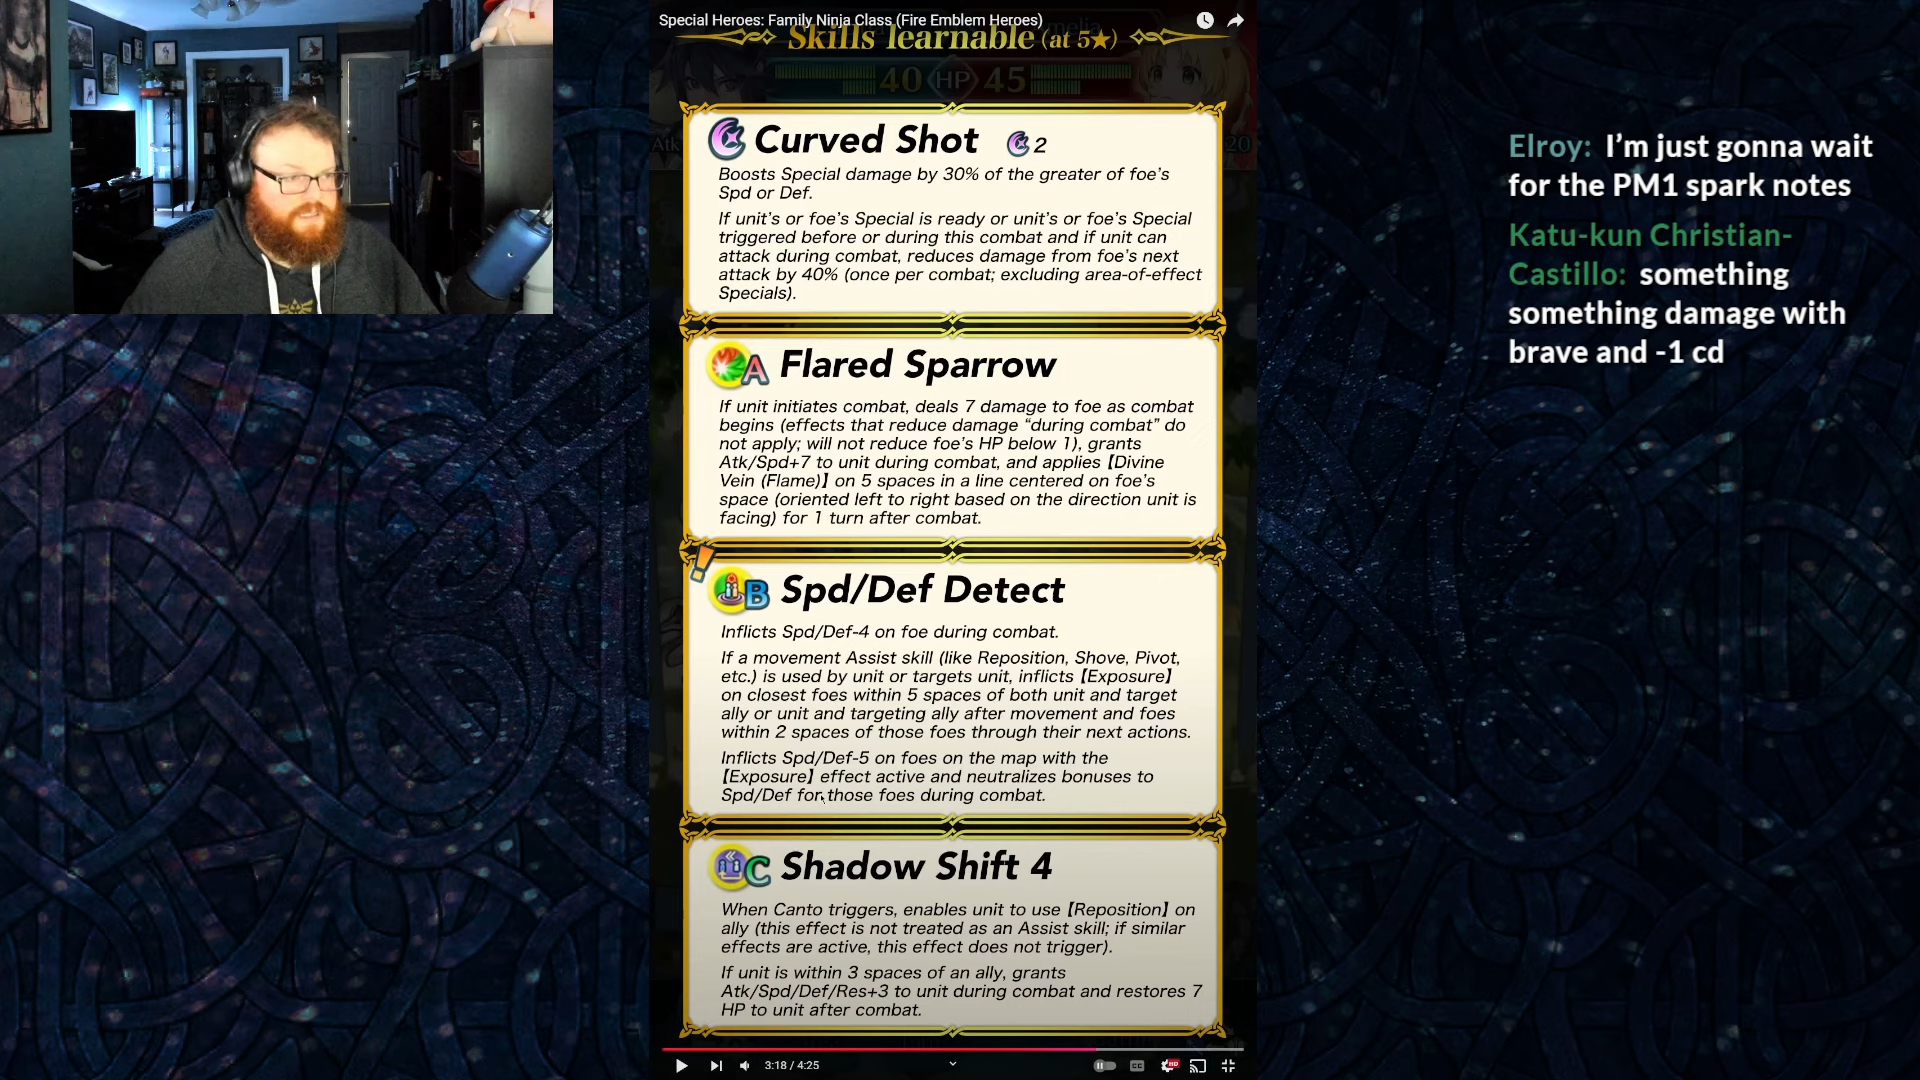 Special Heroes: Family Ninja Class (Fire Emblem Heroes)
Skills learnable (at 5★)
40 HP 45
Atk
20
Curved Shot 2
Boosts Special damage by 30% of the greater of foe's
Spd or Def.
If unit's or foe's Special is ready or unit's or foe's Special
triggered before or during this combat and if unit can
attack during combat, reduces damage from foe's next
attack by 40% (once per combat; excluding area-of-effect
Specials).
A Flared Sparrow
If unit initiates combat, deals 7 damage to foe as combat
begins (effects that reduce damage “during combat” do
not apply; will not reduce foe's HP below 1), grants
Atk/Spd+7 to unit during combat, and applies【Divine
Vein (Flame)】on 5 spaces in a line centered on foe's
space (oriented left to right based on the direction unit is
facing) for 1 turn after combat.
B Spd/Def Detect
Inflicts Spd/Def-4 on foe during combat.
If a movement Assist skill (like Reposition, Shove, Pivot,
etc.) is used by unit or targets unit, inflicts【Exposure】
on closest foes within 5 spaces of both unit and target
ally or unit and targeting ally after movement and foes
within 2 spaces of those foes through their next actions.
Inflicts Spd/Def-5 on foes on the map with the
【Exposure】effect active and neutralizes bonuses to
Spd/Def for those foes during combat.
C Shadow Shift 4
When Canto triggers, enables unit to use【Reposition】on
ally (this effect is not treated as an Assist skill; if similar
effects are active, this effect does not trigger).
If unit is within 3 spaces of an ally, grants
Atk/Spd/Def/Res+3 to unit during combat and restores 7
HP to unit after combat.
3:18 / 4:25
CC
HD
Elroy: I’m just gonna wait
for the PM1 spark notes
Katu-kun Christian-
Castillo: something
something damage with
brave and -1 cd